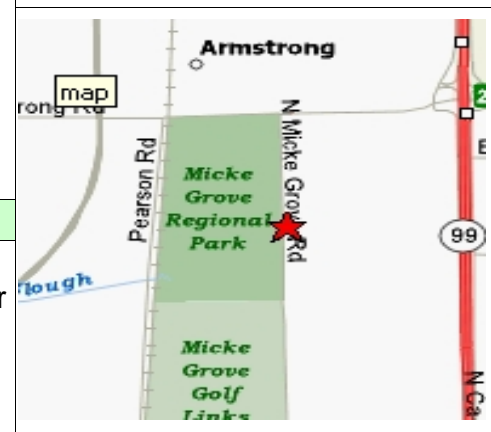 Armstrong
map
rong Rd
Pearson Rd
N Micke Grove Rd
Micke
Grove
Regional
Park
99
lough
r
Micke
Grove
Golf
Links
N Ca
2
E